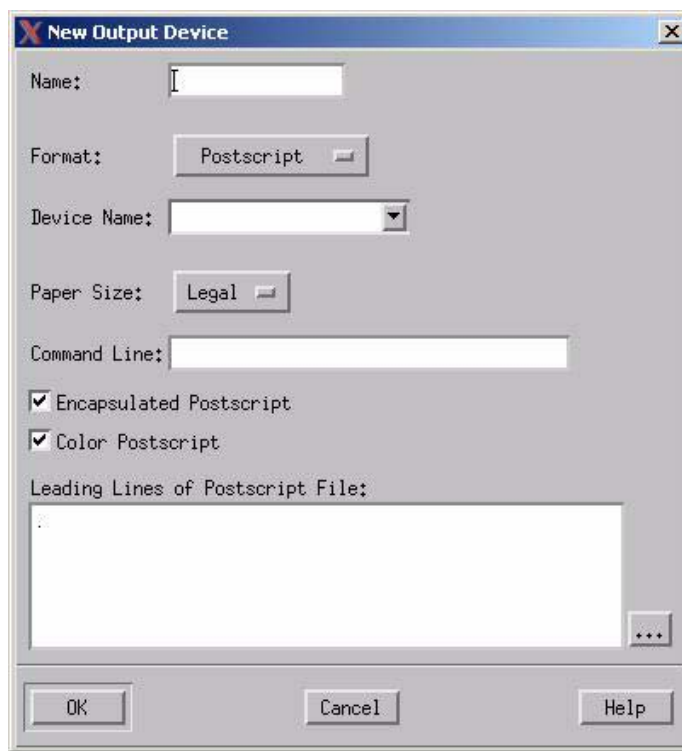 New Output Device
Name:
Format: Postscript
Device Name:
Paper Size: Legal
Command Line:
Encapsulated Postscript
Color Postscript
Leading Lines of Postscript File:
.
...
OK Cancel Help